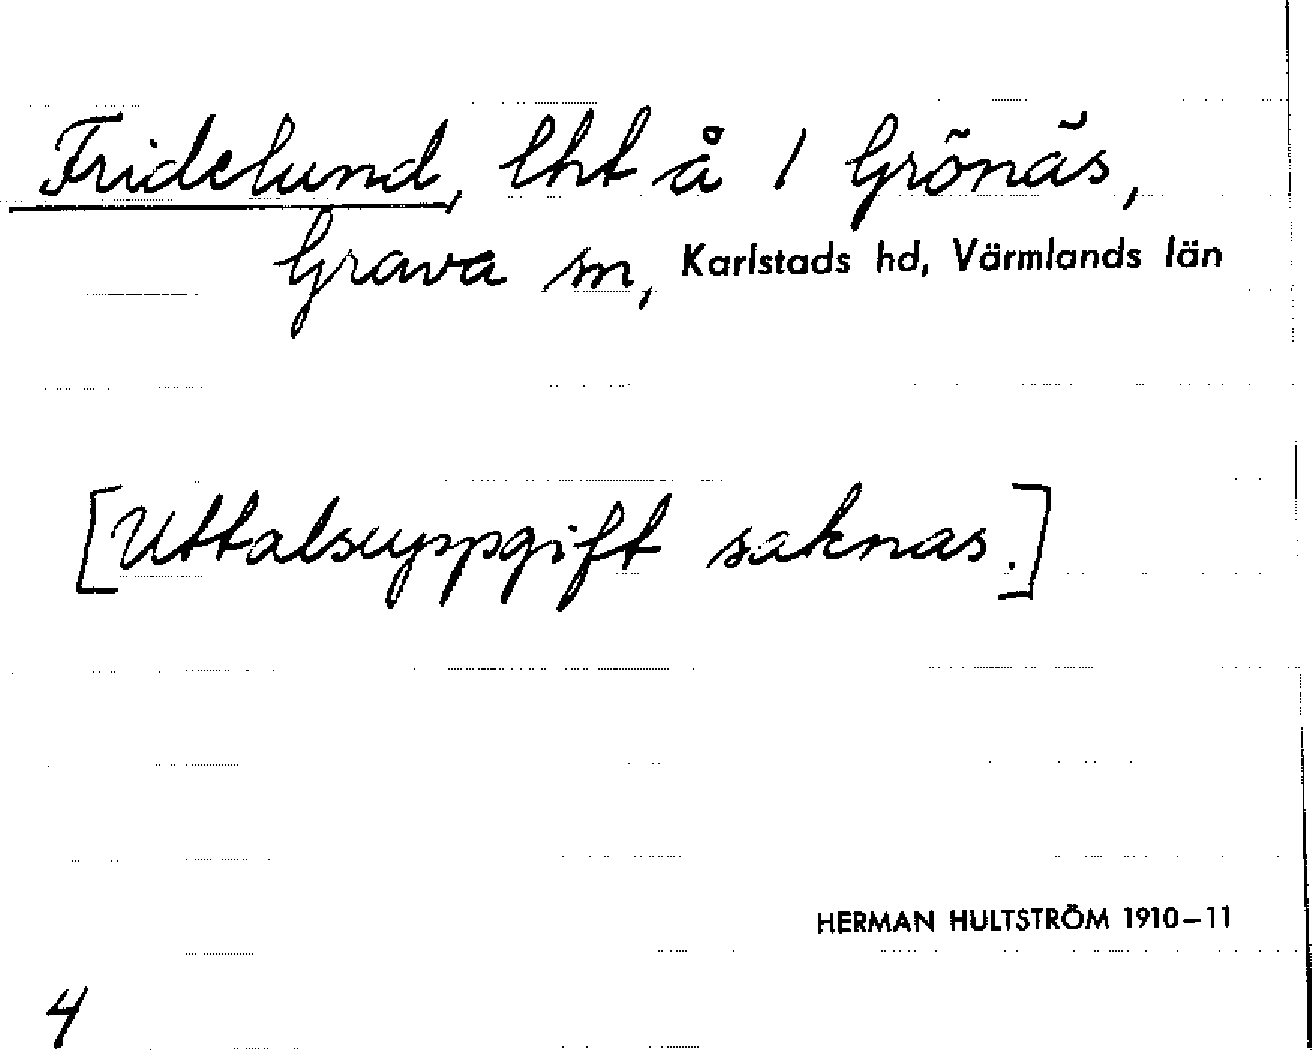 Fridelund, lht å 1 Grönäs,
Grava sn, Karlstads hd, Värmlands län
[Uttalsuppgift saknas.]
HERMAN HULTSTRÖM 1910-11
4